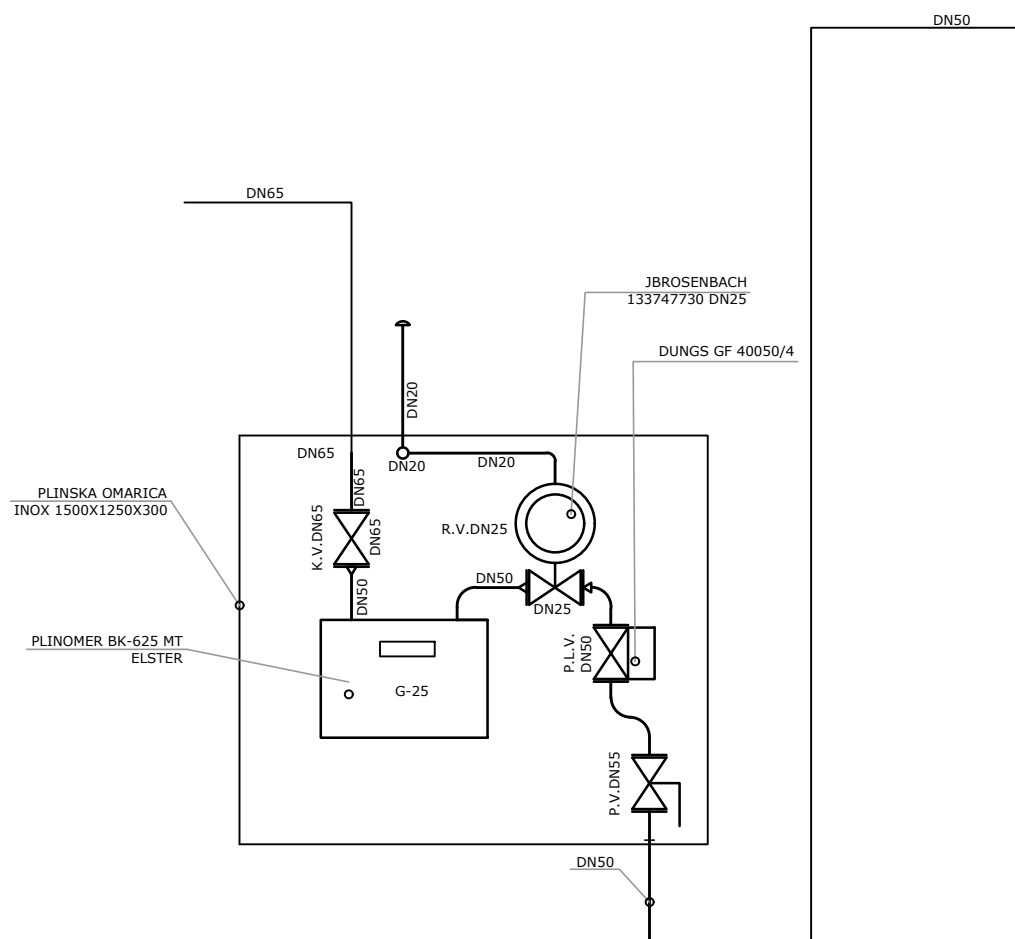 DN50
DN65
JBROSENBACH
133747730 DN25
DUNGS GF 40050/4
DN20
DN65
DN20
DN20
DN65
PLINSKA OMARICA
INOX 1500X1250X300
K.V.DN65
DN65
R.V.DN25
DN50
DN50
DN25
PLINOMER BK-625 MT
ELSTER
P.L.V.
DN50
G-25
P.V.DN55
DN50